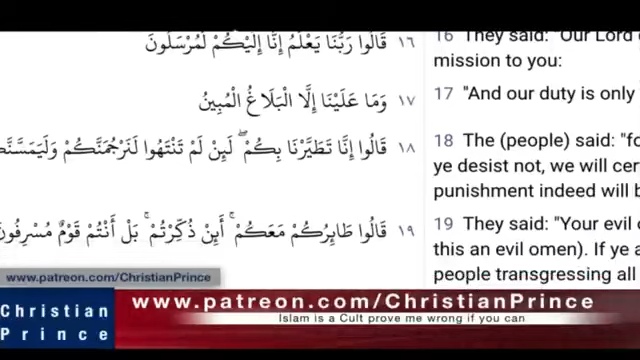 ١٦ قَالُوا رَبُّنَا يَعْلَمُ إِنَّا إِلَيْكُمْ لَمُرْسَلُونَ
16 They said: "Our Lord
mission to you:
١٧ وَمَا عَلَيْنَا إِلَّا الْبَلَاغُ الْمُبِينُ
17 "And our duty is only
١٨ قَالُوا إِنَّا تَطَيَّرْنَا بِكُمْ ۖ لَئِنْ لَمْ تَنْتَهُوا لَنَرْجُمَنَّكُمْ وَلَيَمَسَّنَّكُ
18 The (people) said: "fo
ye desist not, we will cer
punishment indeed will b
١٩ قَالُوا طَائِرُكُمْ مَعَكُمْ ۚ أَئِنْ ذُكِّرْتُمْ ۚ بَلْ أَنْتُمْ قَوْمٌ مُسْرِفُونَ
19 They said: "Your evil o
this an evil omen). If ye a
people transgressing all
www.patreon.com/ChristianPrince
Christian
Prince
www.patreon.com/ChristianPrince
Islam is a Cult prove me wrong if you can